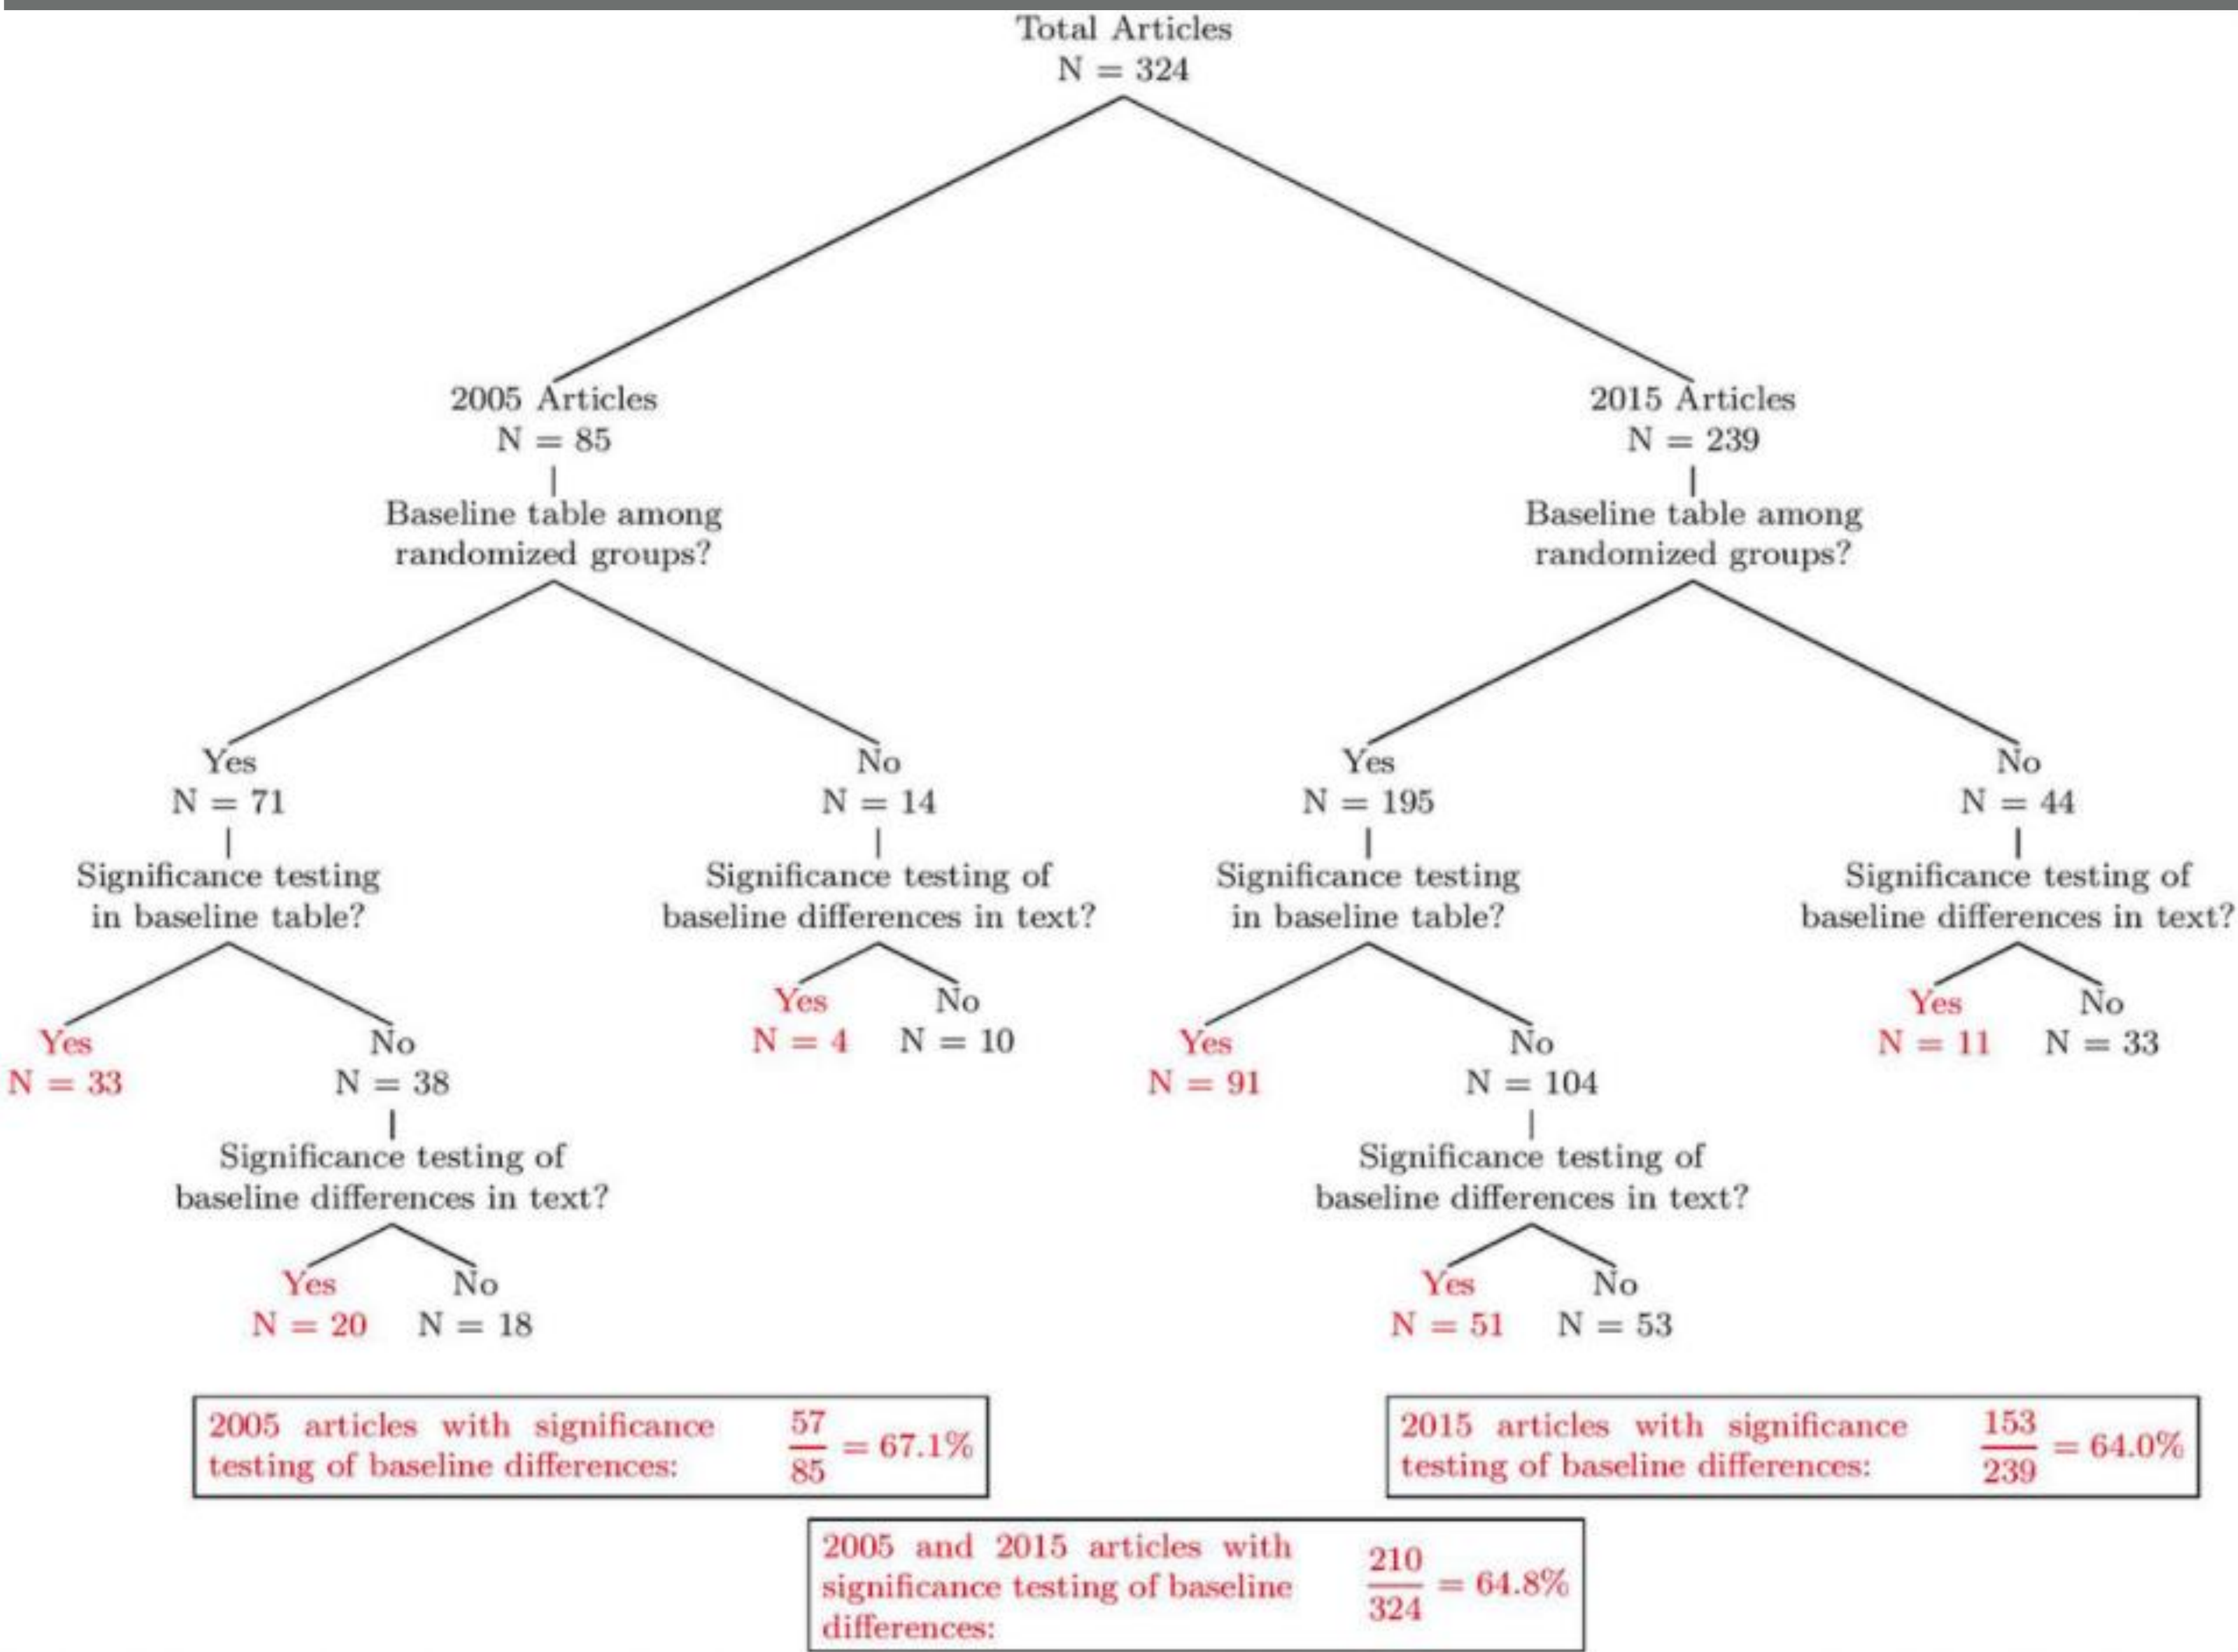 Total Articles
N = 324
2005 Articles
N = 85
Baseline table among
randomized groups?
2015 Articles
N = 239
Baseline table among
randomized groups?
Yes
N = 71
Significance testing
in baseline table?
No
N = 14
Significance testing of
baseline differences in text?
Yes
N = 195
Significance testing
in baseline table?
No
N = 44
Significance testing of
baseline differences in text?
Yes
N = 33
No
N = 38
Significance testing of
baseline differences in text?
Yes
N = 4
No
N = 10
Yes
N = 91
No
N = 104
Significance testing of
baseline differences in text?
Yes
N = 11
No
N = 33
Yes
N = 20
No
N = 18
Yes
N = 51
No
N = 53
2005 articles with significance
testing of baseline differences:
57
85
= 67.1%
2015 articles with significance
testing of baseline differences:
153
239
= 64.0%
2005 and 2015 articles with
significance testing of baseline
differences:
210
324
= 64.8%